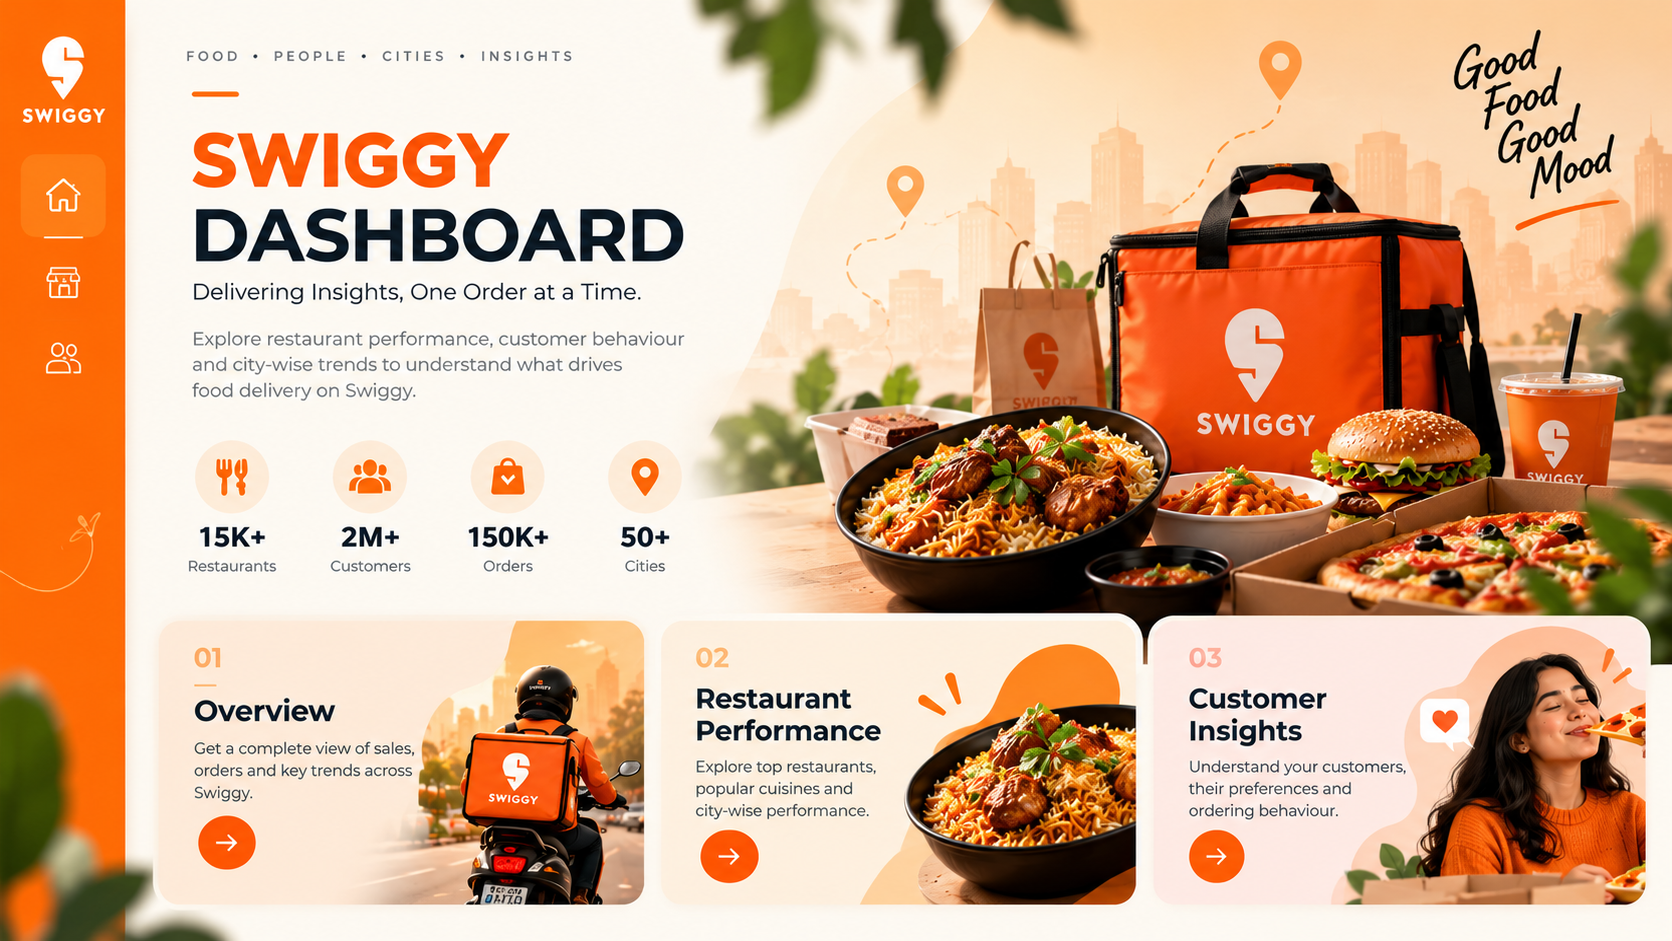 SWIGGY
FOOD • PEOPLE • CITIES • INSIGHTS
SWIGGY
DASHBOARD
Delivering Insights, One Order at a Time.
Explore restaurant performance, customer behaviour
and city-wise trends to understand what drives
food delivery on Swiggy.
15K+
Restaurants
2M+
Customers
150K+
Orders
50+
Cities
Good
Food
Good
Mood
SWIGGY
SWIGGY
SWIGGY
01
Overview
Get a complete view of sales,
orders and key trends across
Swiggy.
SWIGGY
02
Restaurant
Performance
Explore top restaurants,
popular cuisines and
city-wise performance.
03
Customer
Insights
Understand your customers,
their preferences and
ordering behaviour.